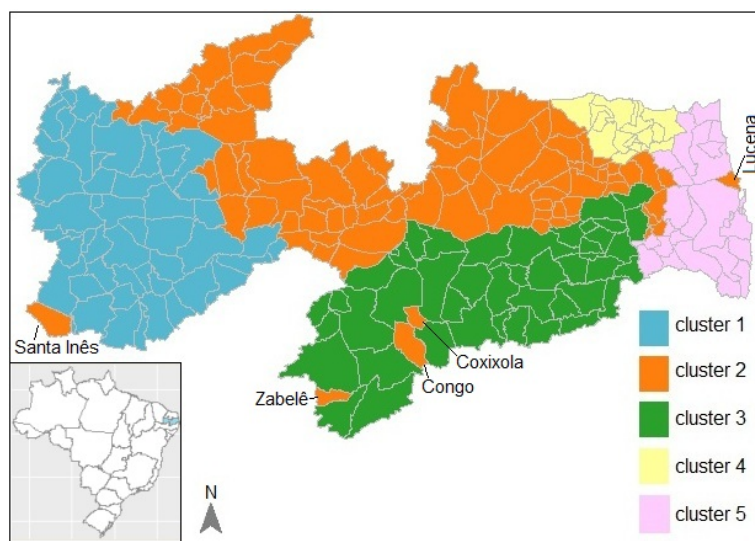 Lucena
Santa Inês
Coxixola
Congo
Zabelê
cluster 1
cluster 2
cluster 3
cluster 4
cluster 5
N